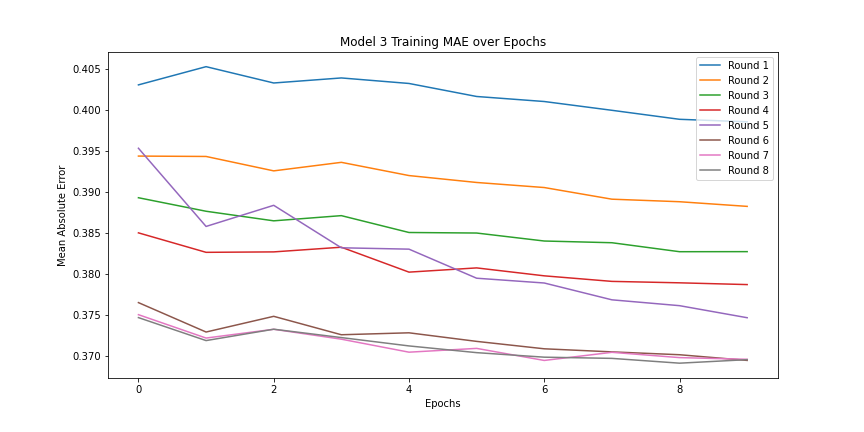 Model 3 Training MAE over Epochs
Mean Absolute Error
0.405
0.400
0.395
0.390
0.385
0.380
0.375
0.370
0 2 4 6 8
Epochs
Round 1
Round 2
Round 3
Round 4
Round 5
Round 6
Round 7
Round 8